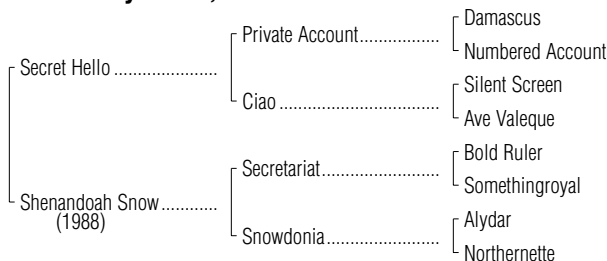 Private Account
Damascus
Numbered Account
Secret Hello
Ciao
Silent Screen
Ave Valeque
Secretariat
Bold Ruler
Somethingroyal
Shenandoah Snow
(1988)
Snowdonia
Alydar
Northernette